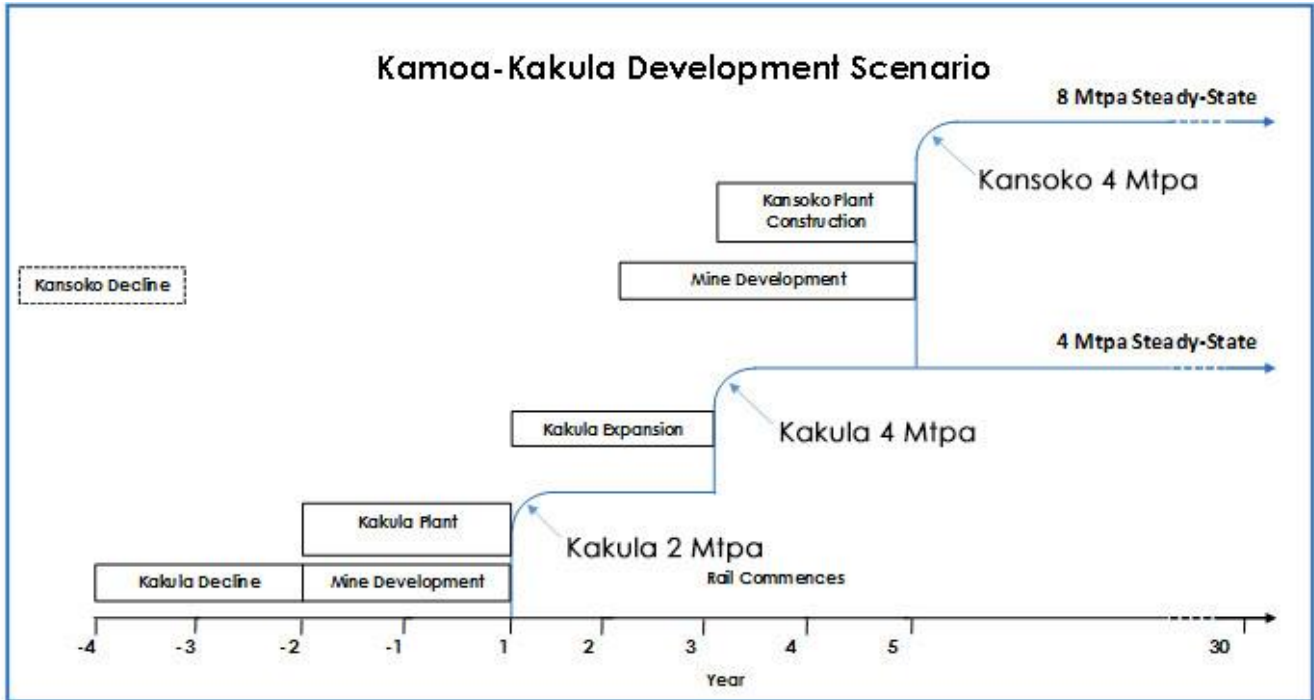 Kamoa-Kakula Development Scenario
8 Mtpa Steady-State
Kansoko 4 Mtpa
Kansoko Plant
Construction
Mine Development
Kansoko Decline
4 Mtpa Steady-State
Kakula Expansion
Kakula 4 Mtpa
Kakula Plant
Kakula 2 Mtpa
Kakula Decline
Mine Development
Rail Commences
-4 -3 -2 -1 1 2 3 4 5 30
Year